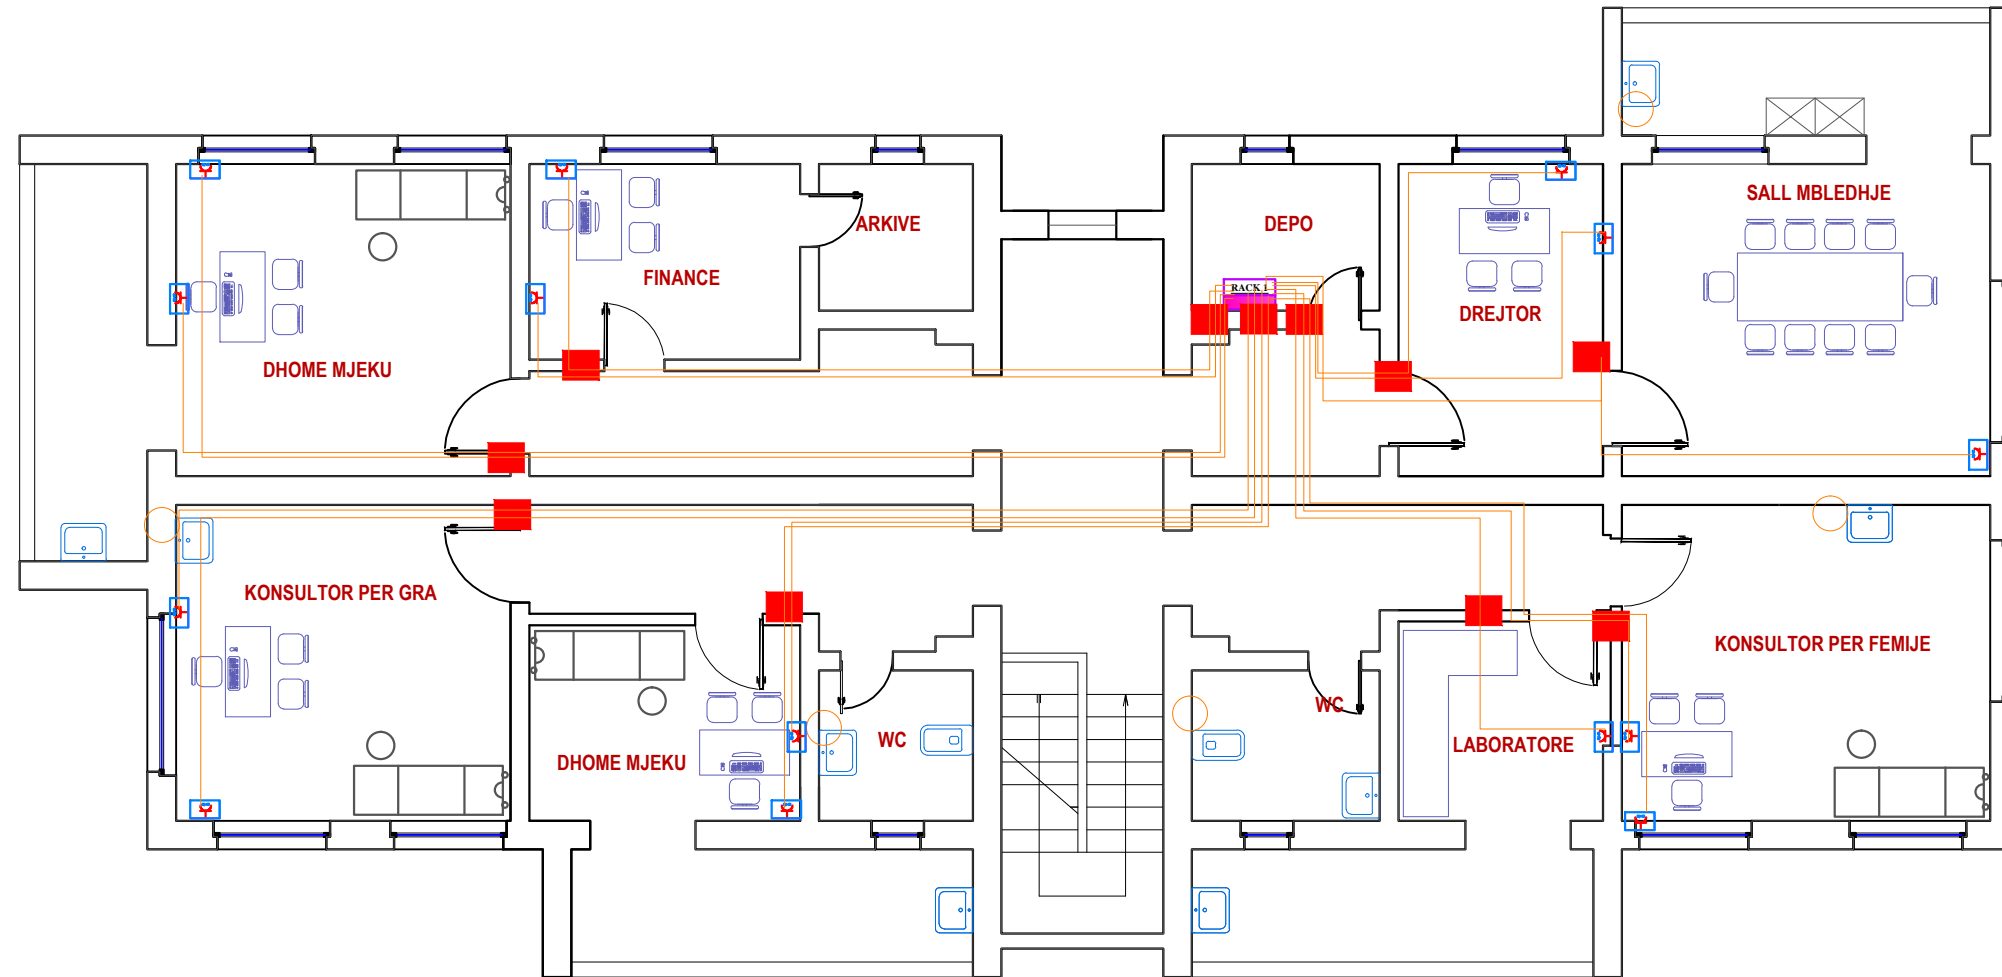 SALL MBLEDHJE
ARKIVE
DEPO
FINANCE
RACK 1
DREJTOR
DHOME MJEKU
KONSULTOR PER GRA
KONSULTOR PER FEMIJE
WC
WC
LABORATORE
DHOME MJEKU